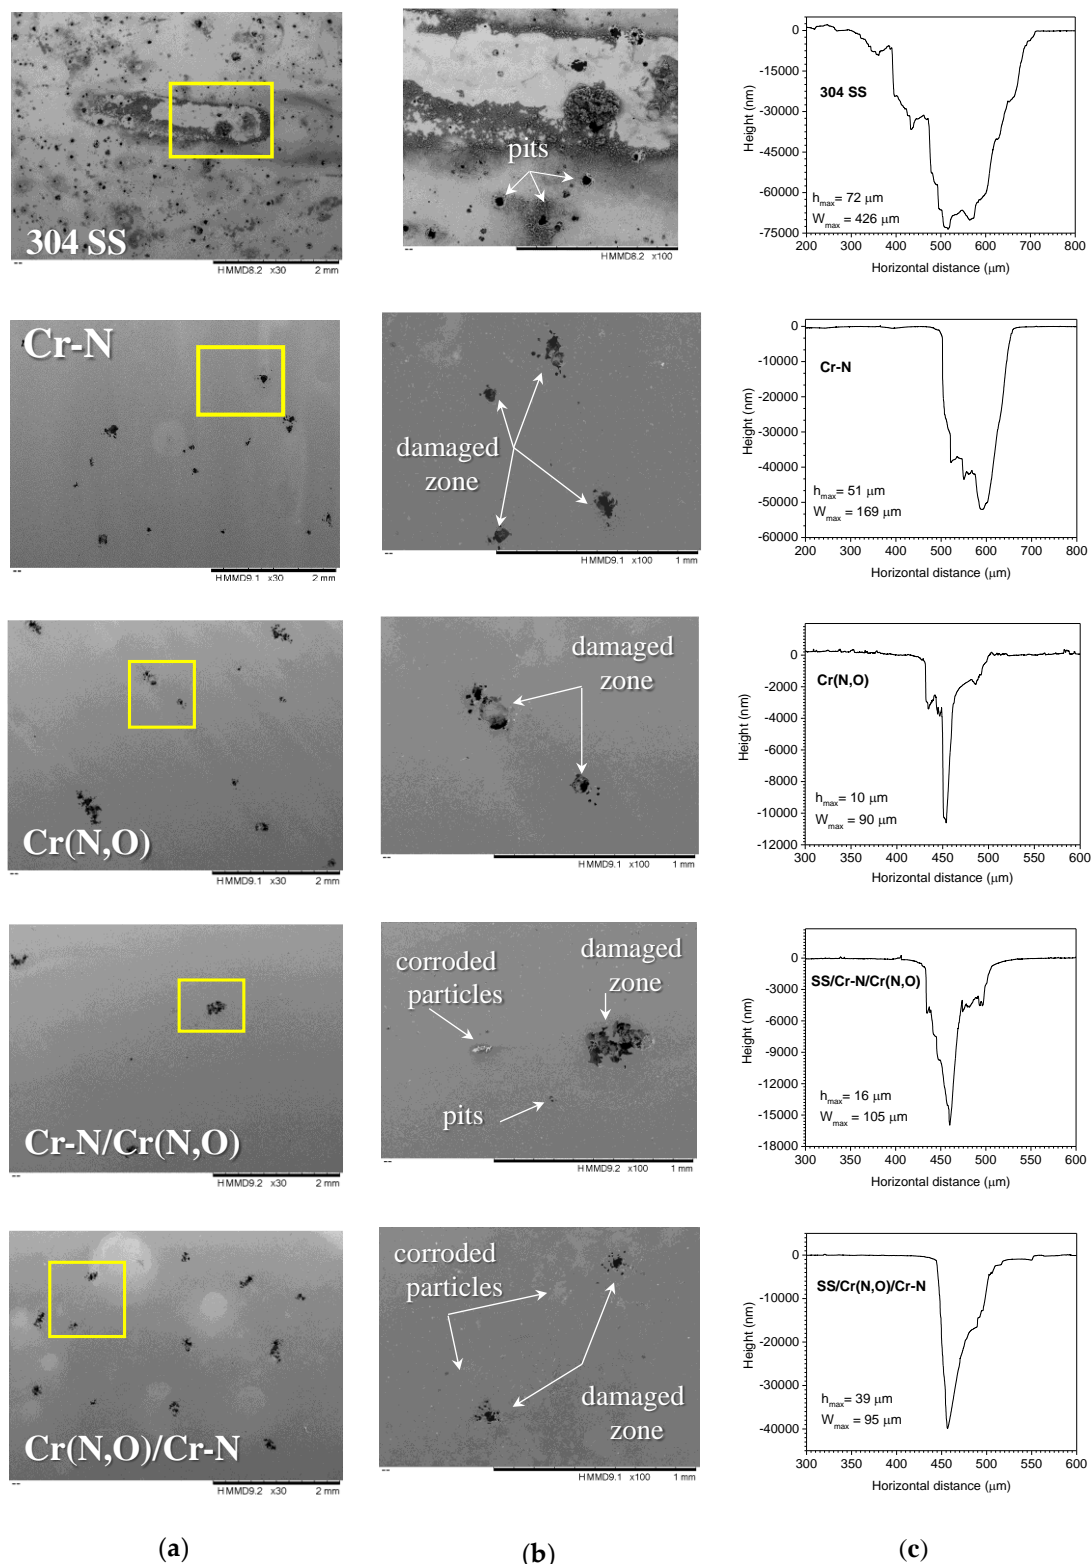 304 SS
HMMD8.2 x30 2 mm
pits
HMMD8.2 x100
0
-15000
-30000
-45000
-60000
-75000
Height (nm)
304 SS
hmax= 72 μm
Wmax = 426 μm
200 300 400 500 600 700 800
Horizontal distance (μm)
Cr-N
HMMD9.1 x30 2 mm
damaged
zone
HMMD9.1 x100 1 mm
0
-10000
-20000
-30000
-40000
-50000
-60000
Height (nm)
Cr-N
hmax= 51 μm
Wmax = 169 μm
200 300 400 500 600 700 800
Horizontal distance (μm)
Cr(N,O)
HMMD9.1 x30 2 mm
damaged
zone
HMMD9.1 x100 1 mm
0
-2000
-4000
-6000
-8000
-10000
-12000
Height (nm)
Cr(N,O)
hmax= 10 μm
Wmax = 90 μm
300 350 400 450 500 550 600
Horizontal distance (μm)
Cr-N/Cr(N,O)
HMMD9.2 x30 2 mm
corroded
particles
damaged
zone
pits
HMMD9.2 x100 1 mm
0
-3000
-6000
-9000
-12000
-15000
-18000
Height (nm)
SS/Cr-N/Cr(N,O)
hmax= 16 μm
Wmax = 105 μm
300 350 400 450 500 550 600
Horizontal distance (μm)
Cr(N,O)/Cr-N
HMMD9.2 x30 2 mm
corroded
particles
damaged
zone
HMMD9.1 x100 1 mm
0
-10000
-20000
-30000
-40000
Height (nm)
SS/Cr(N,O)/Cr-N
hmax= 39 μm
Wmax = 95 μm
300 350 400 450 500 550 600
Horizontal distance (μm)
(a)
(b)
(c)